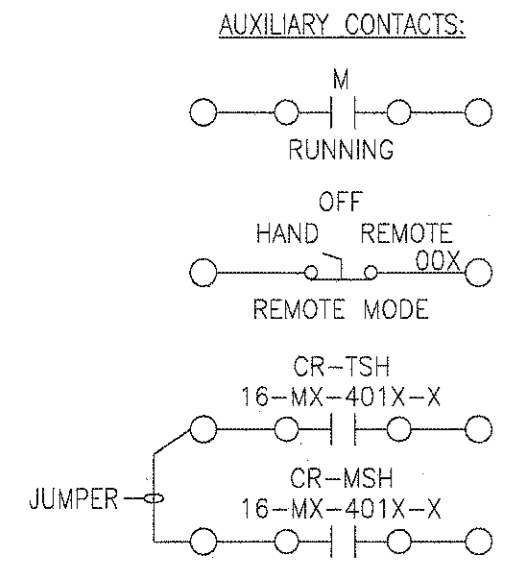 AUXILIARY CONTACTS:
M
RUNNING
OFF
HAND REMOTE
00X
REMOTE MODE
CR-TSH
16-MX-401X-X
JUMPER
CR-MSH
16-MX-401X-X